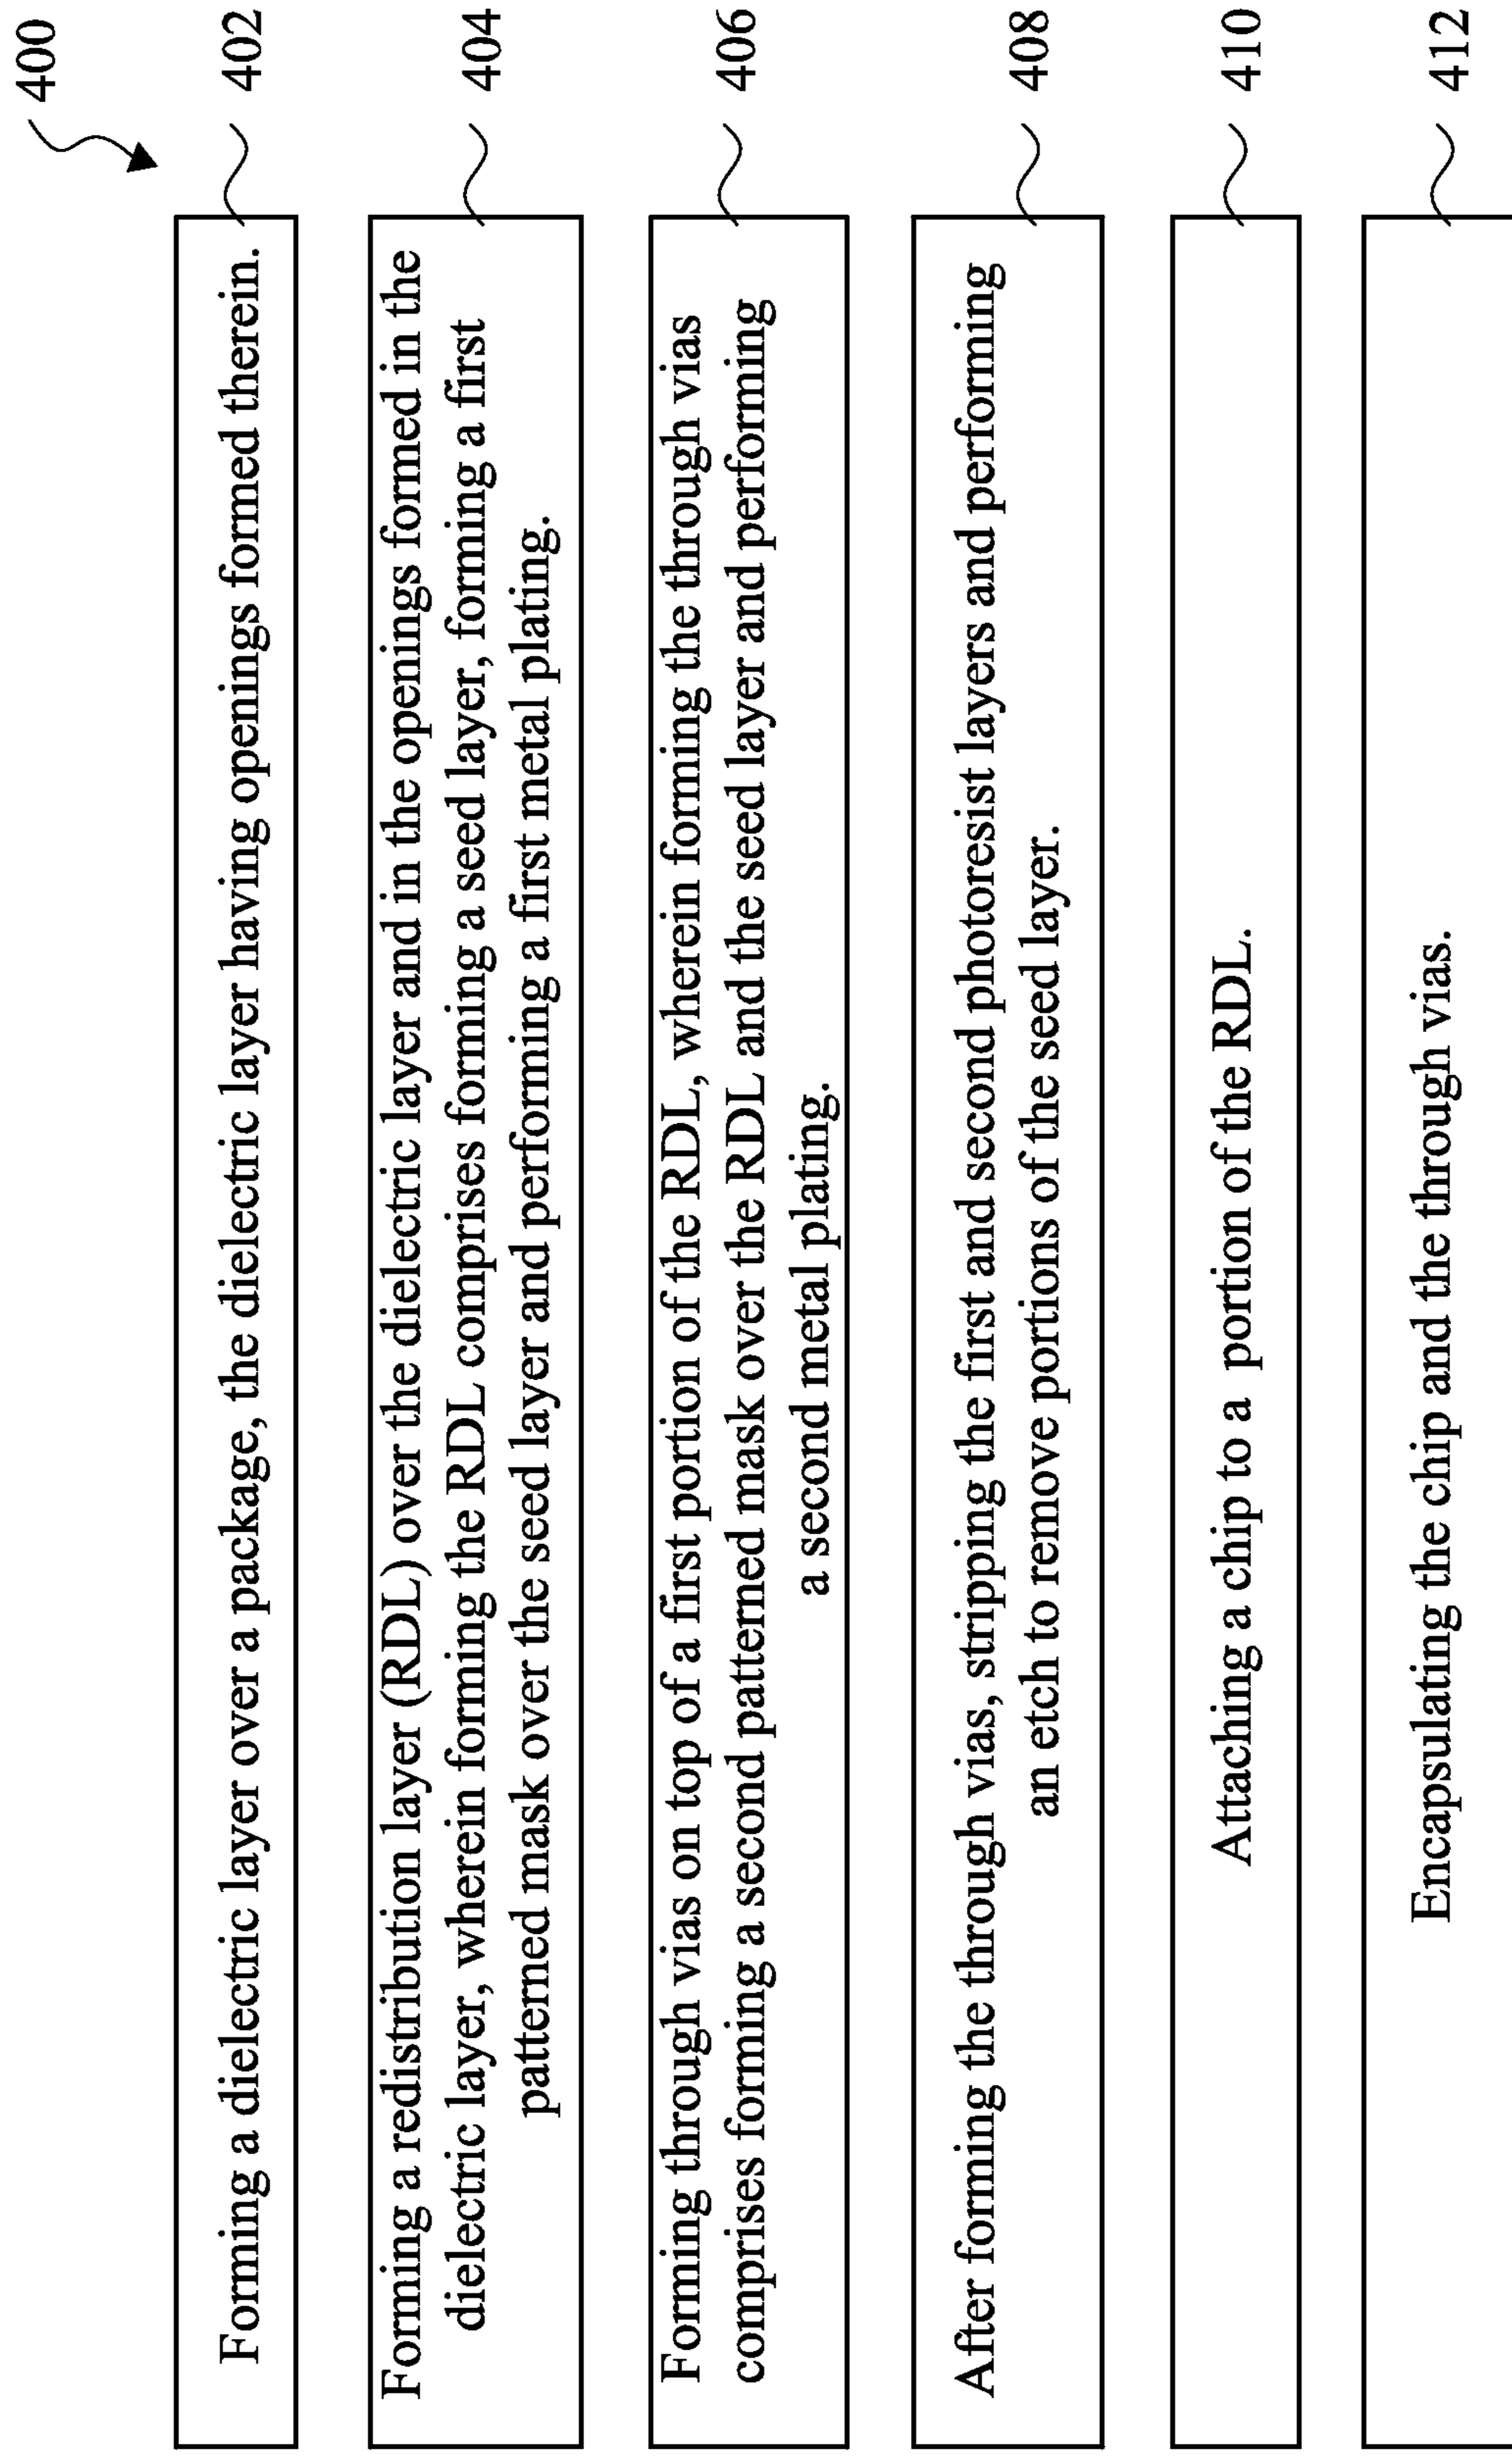 400
Forming a dielectric layer over a package, the dielectric layer having openings formed therein.
402
Forming a redistribution layer (RDL) over the dielectric layer and in the openings formed in the
dielectric layer, wherein forming the RDL comprises forming a seed layer, forming a first
patterned mask over the seed layer and performing a first metal plating.
404
Forming through vias on top of a first portion of the RDL, wherein forming the through vias
comprises forming a second patterned mask over the RDL and the seed layer and performing
a second metal plating.
406
After forming the through vias, stripping the first and second photoresist layers and performing
an etch to remove portions of the seed layer.
408
Attaching a chip to a portion of the RDL.
410
Encapsulating the chip and the through vias.
412